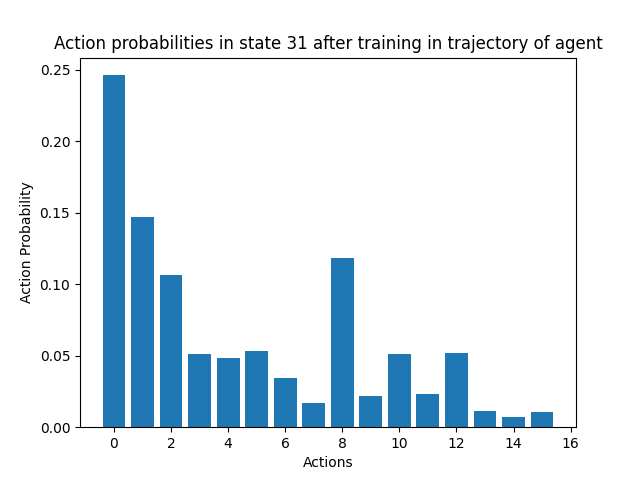 Action probabilities in state 31 after training in trajectory of agent
0.25
0.20
0.15
0.10
0.05
0.00
Action Probability
0 2 4 6 8 10 12 14 16
Actions